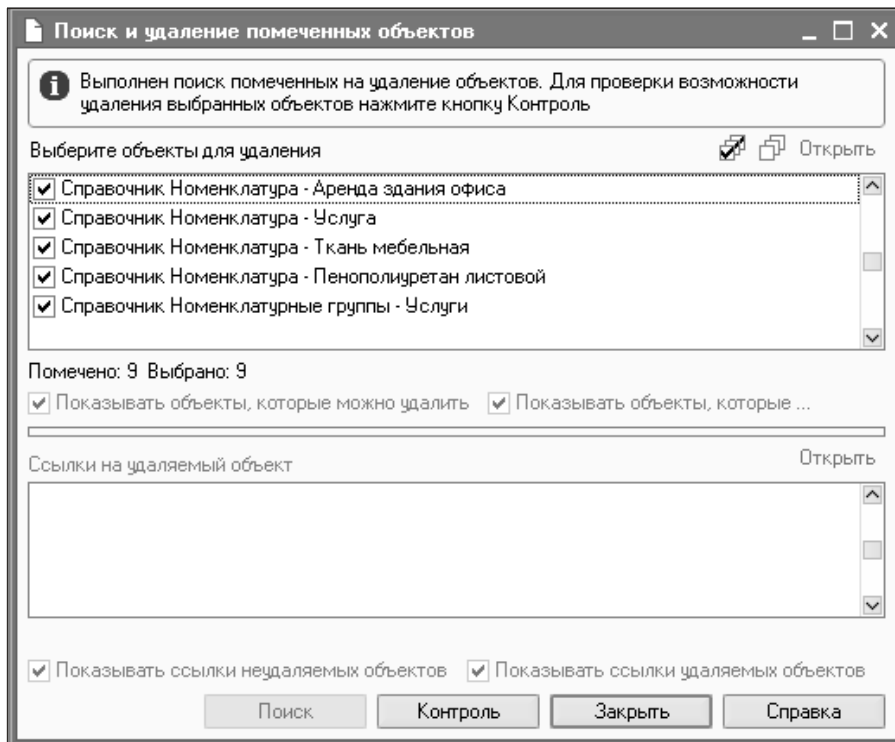 Поиск и удаление помеченных объектов
Выполнен поиск помеченных на удаление объектов. Для проверки возможности
удаления выбранных объектов нажмите кнопку Контроль
Выберите объекты для удаления
Открыть
Справочник Номенклатура - Аренда здания офиса
Справочник Номенклатура - Услуга
Справочник Номенклатура - Ткань мебельная
Справочник Номенклатура - Пенополиуретан листовой
Справочник Номенклатурные группы - Услуги
Помечено: 9 Выбрано: 9
Показывать объекты, которые можно удалить Показывать объекты, которые ...
Ссылки на удаляемый объект
Открыть
Показывать ссылки неудаляемых объектов Показывать ссылки удаляемых объектов
Поиск Контроль Закрыть Справка